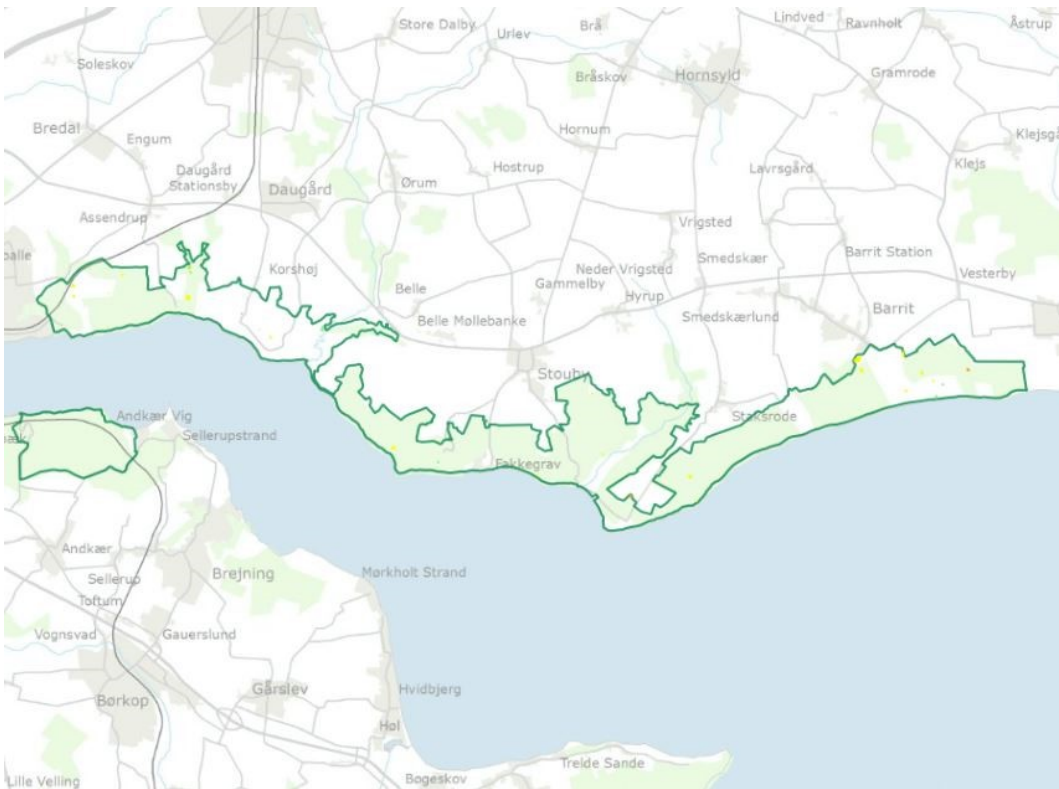 Lindved
Ravnholt
Åstrup
Store Dalby
Urlev
Brå
Soleskov
Bråskov
Hornsyld
Gramrode
Bredal
Engum
Hornum
Klejs
Daugård
Stationsby
Daugård
Ørum
Hostrup
Lavrsgård
Assendrup
Vrigsted
Korshøj
Neder Vrigsted
Smedskær
Barrit Station
Vesterby
Belle
Gammelby
Hyrup
Belle Møllebanke
Smedskærlund
Barrit
Stouby
Andkær Vig
Staksrode
Sellerupstrand
Fakkegrav
Andkær
Sellerup
Brejning
Mørkholt Strand
Toftum
Vognsvad
Gauerslund
Børkop
Gårslev
Hvidbjerg
Høl
Trelde Sande
Lille Velling
Bøgeskov